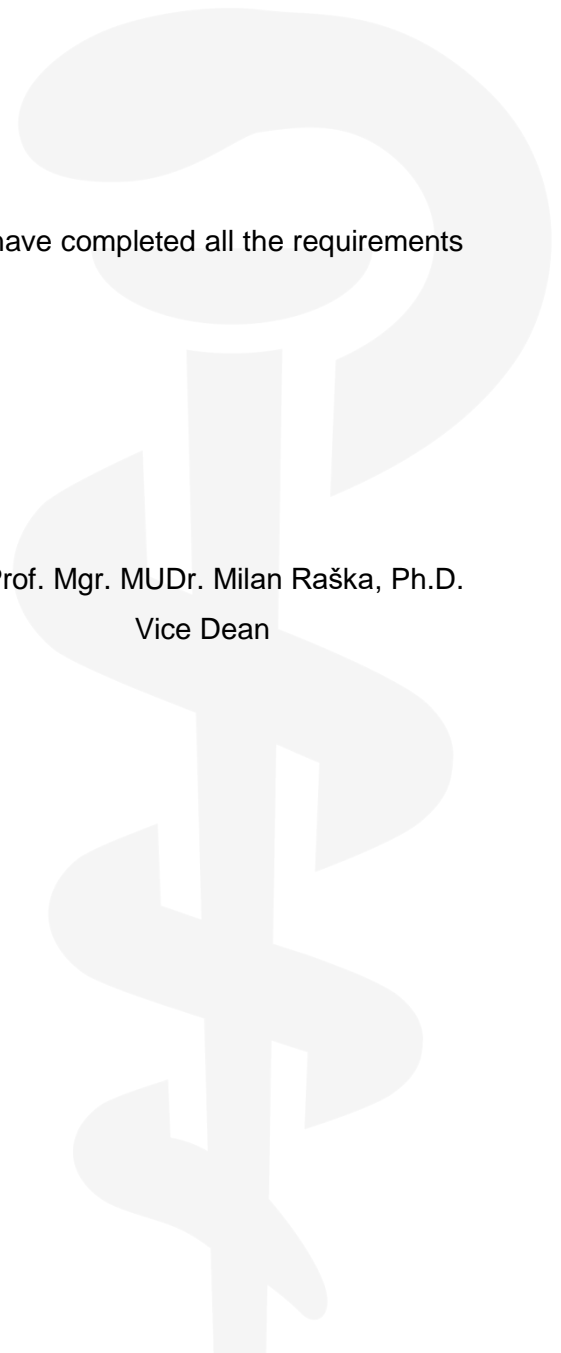 have completed all the requirements
Prof. Mgr. MUDr. Milan Raška, Ph.D.
Vice Dean